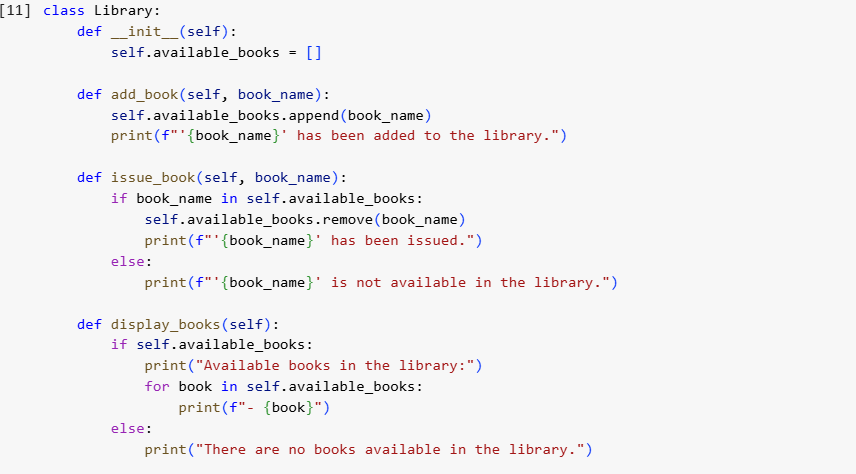 [11] class Library:
    def __init__(self):
        self.available_books = []

    def add_book(self, book_name):
        self.available_books.append(book_name)
        print(f"'{book_name}' has been added to the library.")

    def issue_book(self, book_name):
        if book_name in self.available_books:
            self.available_books.remove(book_name)
            print(f"'{book_name}' has been issued.")
        else:
            print(f"'{book_name}' is not available in the library.")

    def display_books(self):
        if self.available_books:
            print("Available books in the library:")
            for book in self.available_books:
                print(f"- {book}")
        else:
            print("There are no books available in the library.")